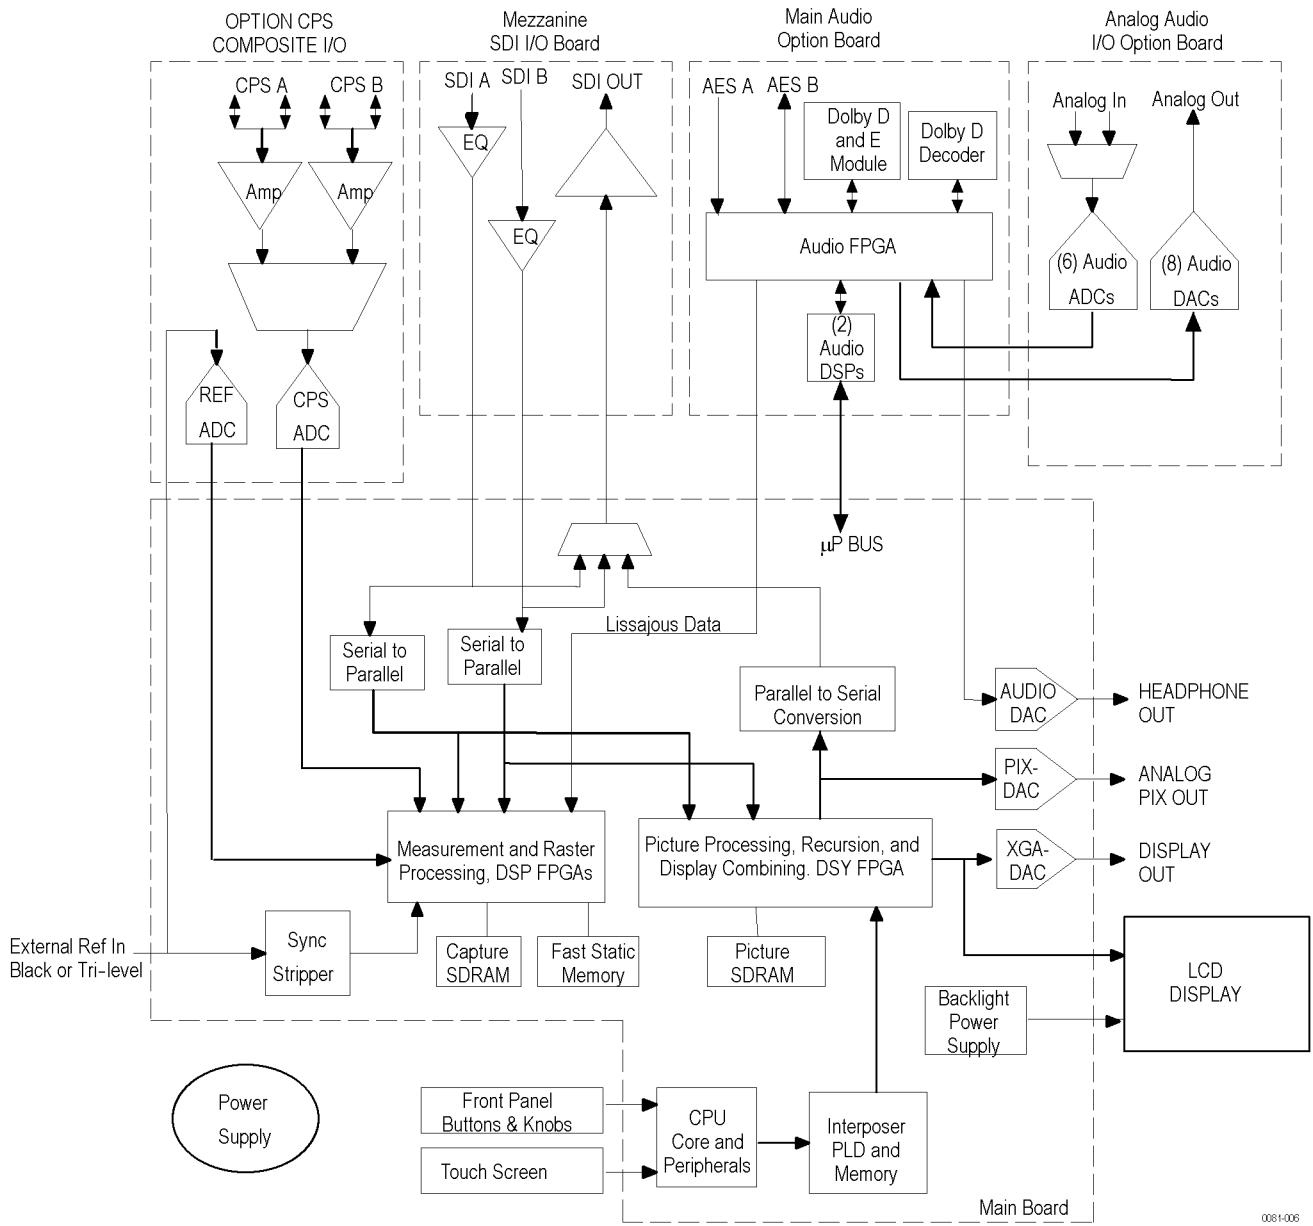 OPTION CPS
COMPOSITE I/O
Mezzanine
SDI I/O Board
Main Audio
Option Board
Analog Audio
I/O Option Board
CPS A
CPS B
SDI A
SDI B
SDI OUT
AES A
AES B
Analog In
Analog Out
Dolby D
and E
Module
Dolby D
Decoder
EQ
Amp
Amp
EQ
Audio FPGA
(6) Audio
ADCs
(8) Audio
DACs
(2)
Audio
DSPs
REF
ADC
CPS
ADC
µP BUS
Lissajous Data
Serial to
Parallel
Serial to
Parallel
Parallel to Serial
Conversion
AUDIO
DAC
HEADPHONE
OUT
PIX-
DAC
ANALOG
PIX OUT
Measurement and Raster
Processing, DSP FPGAs
Picture Processing, Recursion, and
Display Combining. DSY FPGA
XGA-
DAC
DISPLAY
OUT
External Ref In
Black or Tri-level
Sync
Stripper
Capture
SDRAM
Fast Static
Memory
Picture
SDRAM
LCD
DISPLAY
Backlight
Power
Supply
Power
Supply
Front Panel
Buttons & Knobs
Touch Screen
CPU
Core and
Peripherals
Interposer
PLD and
Memory
Main Board
0081-006